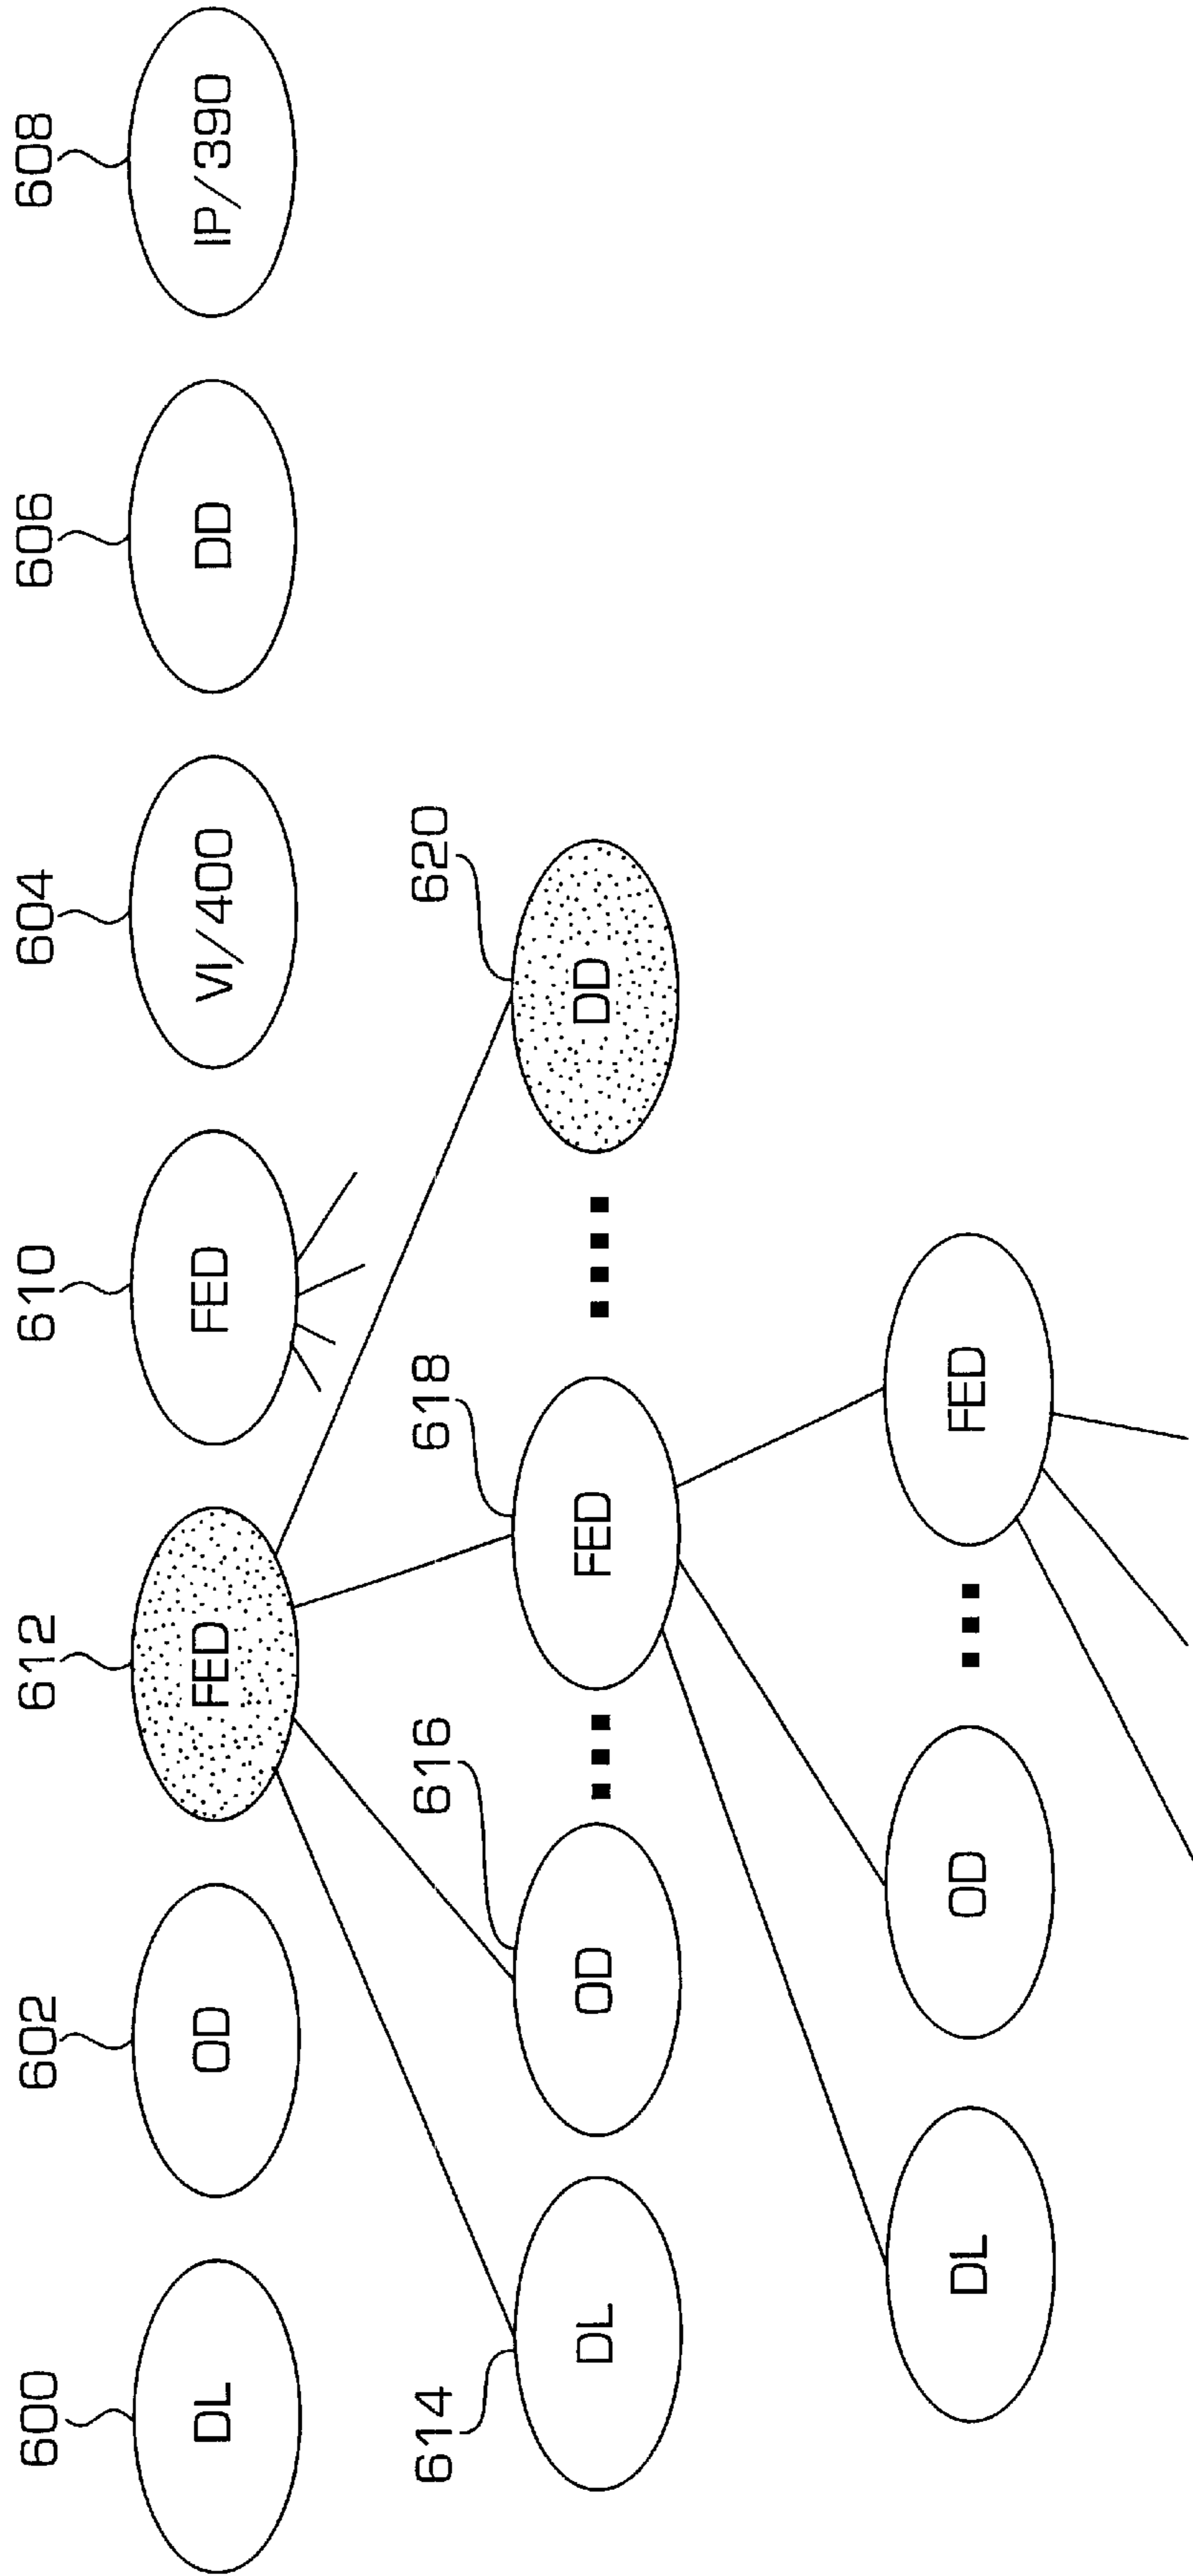 600 602 612 610 604 606 608
DL OD FED FED VI/400 DD IP/390
614 616 618 620
DL OD FED DD
DL OD FED